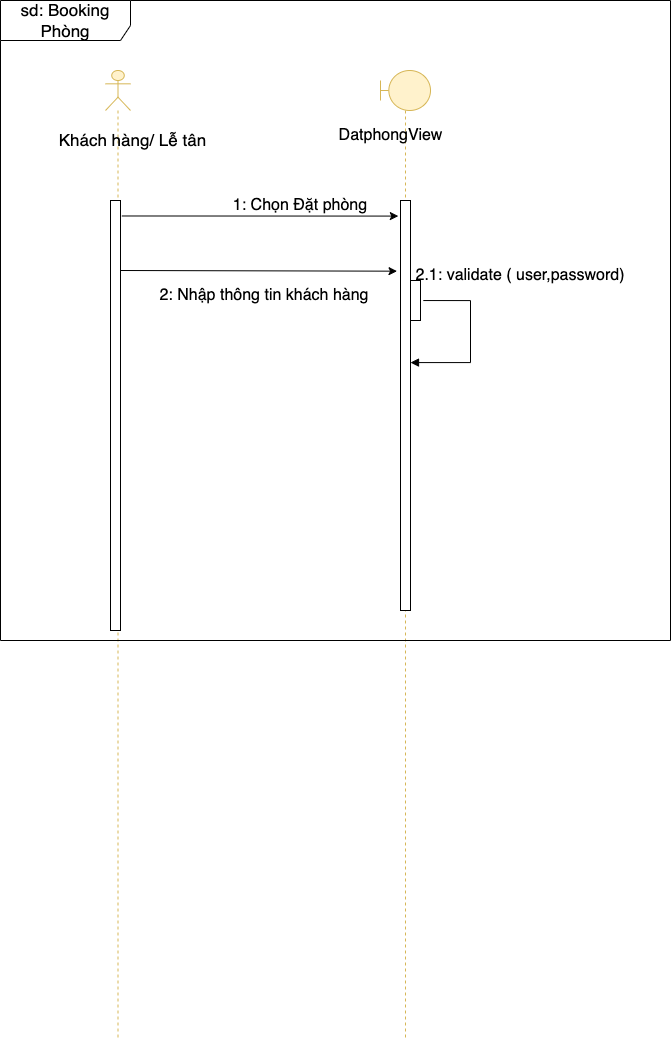 sd: Booking
Phòng
Khách hàng/ Lễ tân
DatphongView
1: Chọn Đặt phòng
2.1: validate ( user,password)
2: Nhập thông tin khách hàng